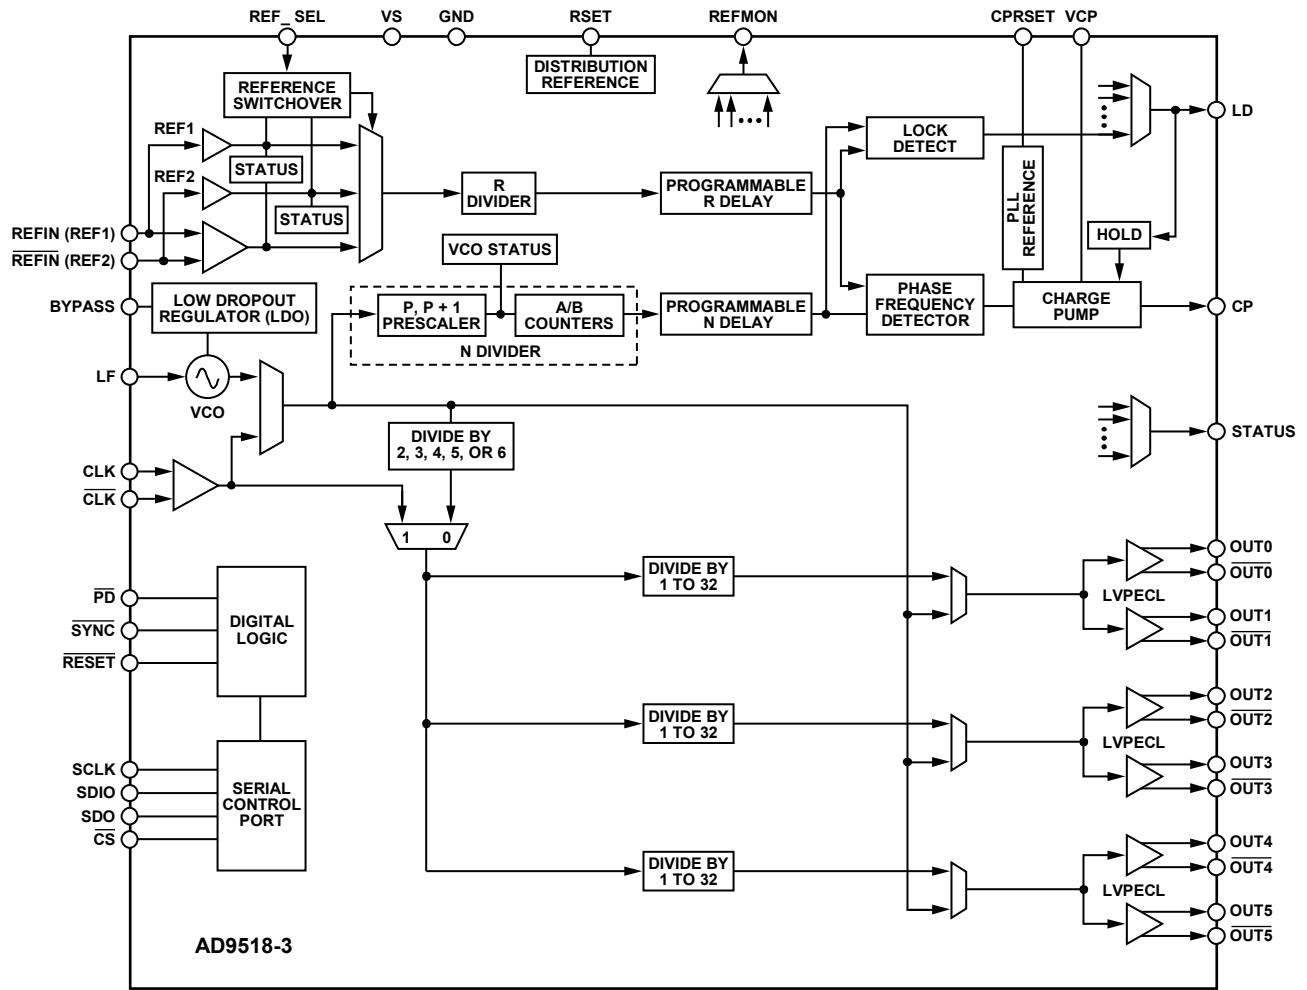 REF_SEL
VS
GND
RSET
REFMON
CPRSET
VCP
DISTRIBUTION
REFERENCE
REFERENCE
SWITCHOVER
REF1
STATUS
REF2
STATUS
R
DIVIDER
PROGRAMMABLE
R DELAY
LOCK
DETECT
LD
PLL
REFERENCE
HOLD
REFIN (REF1)
REFIN (REF2)
VCO STATUS
BYPASS
LOW DROPOUT
REGULATOR (LDO)
P, P + 1
PRESCALER
A/B
COUNTERS
N DIVIDER
PROGRAMMABLE
N DELAY
PHASE
FREQUENCY
DETECTOR
CHARGE
PUMP
CP
LF
VCO
STATUS
DIVIDE BY
2, 3, 4, 5, OR 6
CLK
CLK
1
0
DIVIDE BY
1 TO 32
LVPECL
OUT0
OUT0
OUT1
OUT1
PD
SYNC
RESET
DIGITAL
LOGIC
DIVIDE BY
1 TO 32
LVPECL
OUT2
OUT2
OUT3
OUT3
SCLK
SDIO
SDO
CS
SERIAL
CONTROL
PORT
DIVIDE BY
1 TO 32
LVPECL
OUT4
OUT4
OUT5
OUT5
AD9518-3